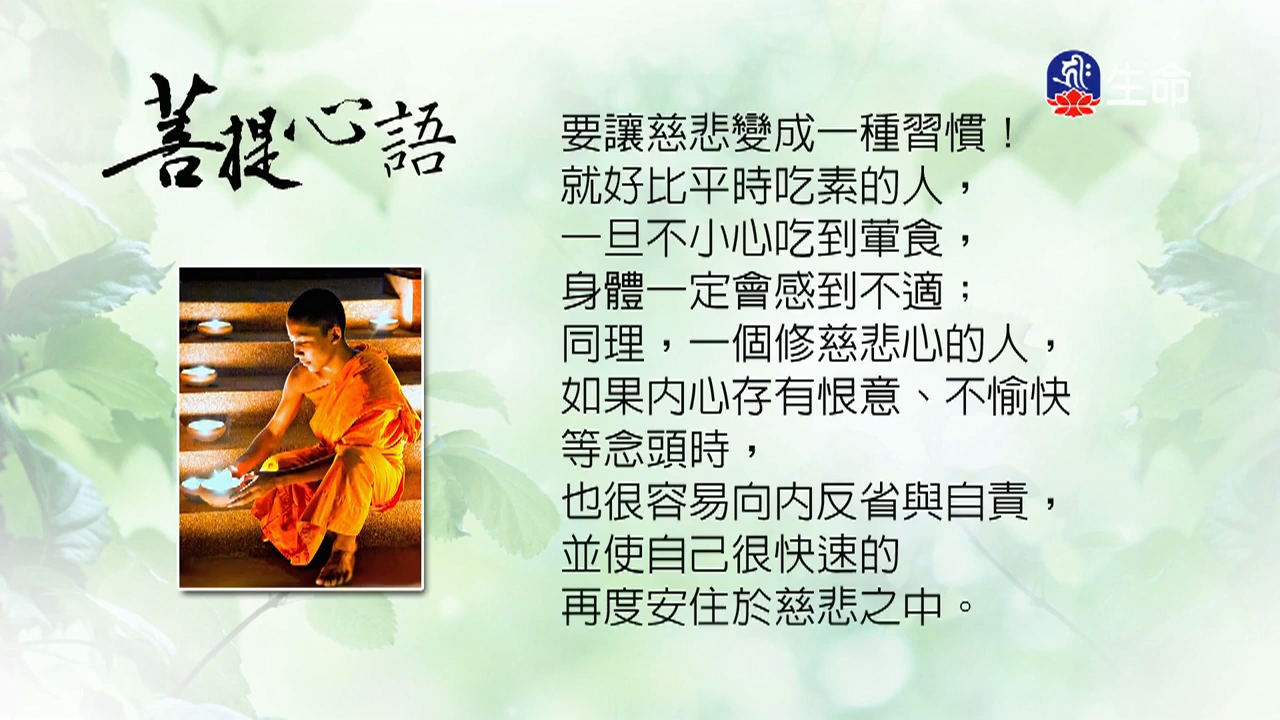 菩提心語
生命
要讓慈悲變成一種習慣！
就好比平時吃素的人，
一旦不小心吃到葷食，
身體一定會感到不適；
同理，一個修慈悲心的人，
如果内心存有恨意、不愉快
等念頭時，
也很容易向内反省與自責，
並使自己很快速的
再度安住於慈悲之中。